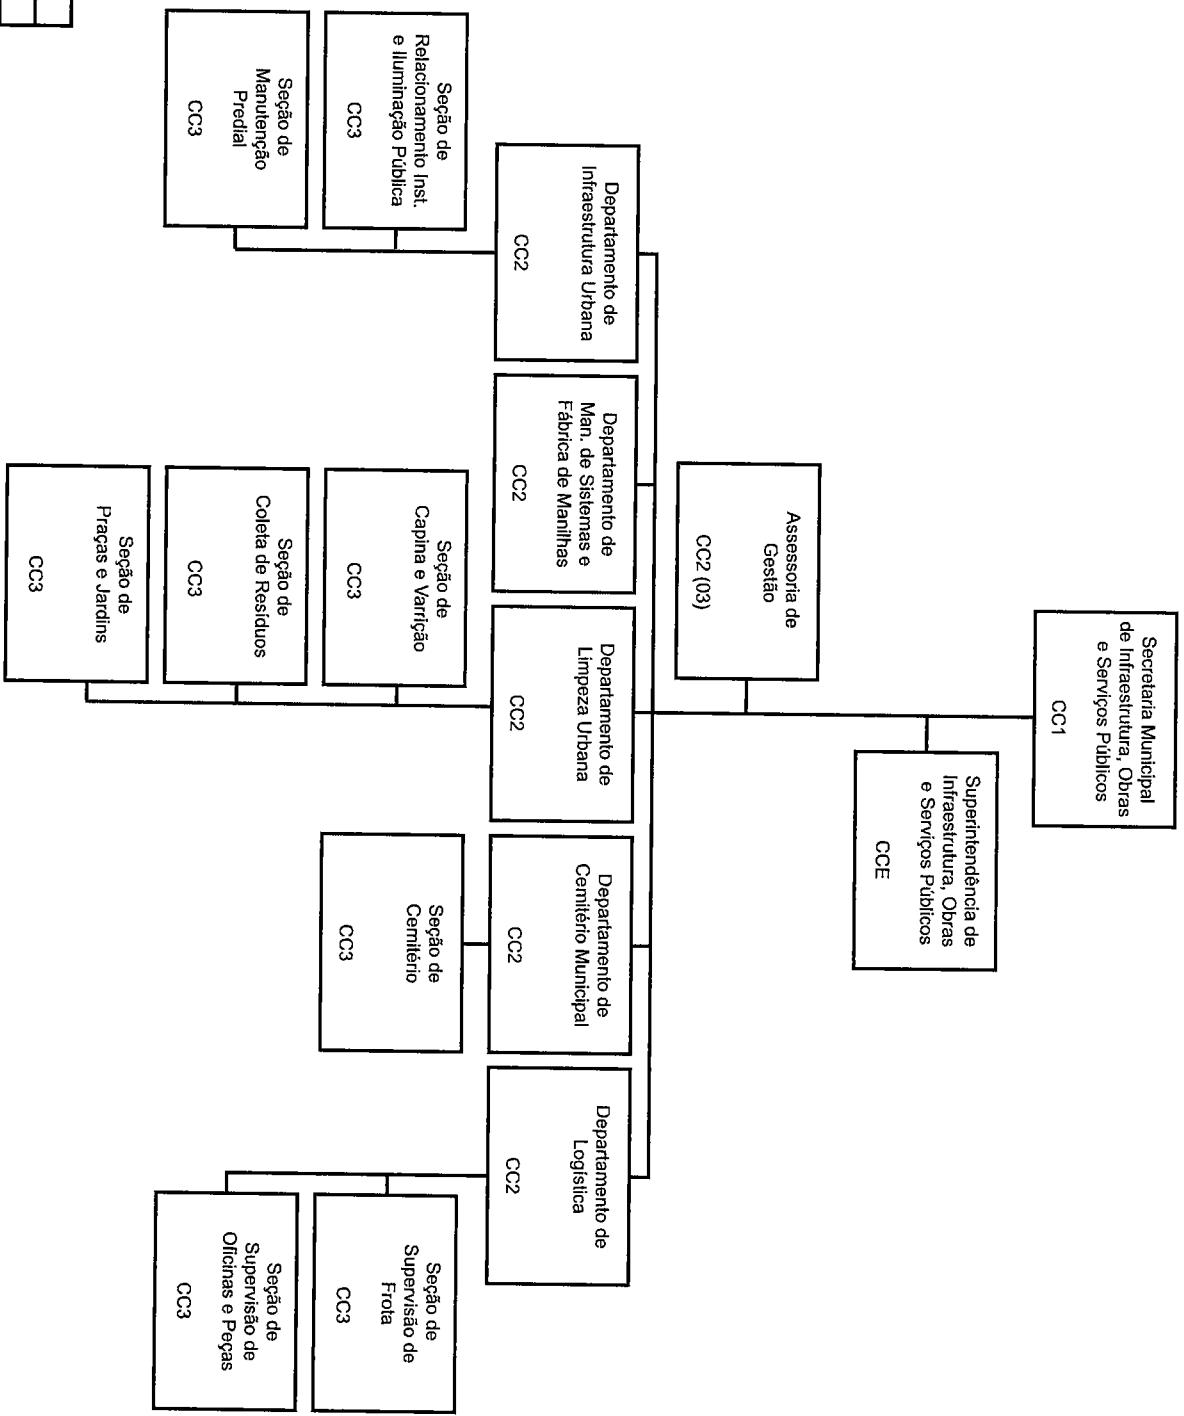 Secretaria Municipal
de Infraestrutura, Obras
e Serviços Públicos
CC1
Superintendência de
Infraestrutura, Obras
e Serviços Públicos
CCE
Assessoria de
Gestão
CC2 (03)
Departamento de
Infraestrutura Urbana
CC2
Departamento de
Man. de Sistemas e
Fábrica de Manilhas
CC2
Departamento de
Limpeza Urbana
CC2
Departamento de
Cemitério Municipal
CC2
Departamento de
Logística
CC2
Seção de
Relacionamento Inst.
e Iluminação Pública
CC3
Seção de
Capina e Varrição
CC3
Seção de
Cemitério
CC3
Seção de
Supervisão de
Frota
CC3
Seção de
Manutenção
Predial
CC3
Seção de
Coleta de Resíduos
CC3
Seção de
Supervisão de
Oficinas e Peças
CC3
Seção de
Praças e Jardins
CC3